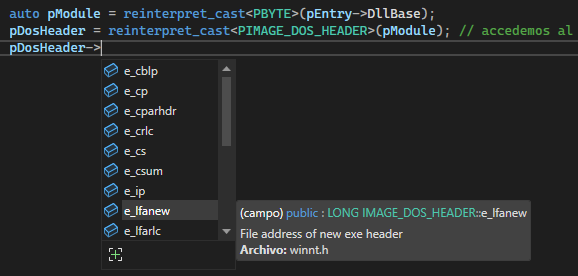 auto pModule = reinterpret_cast<PBYTE>(pEntry->DllBase);
pDosHeader = reinterpret_cast<PIMAGE_DOS_HEADER>(pModule); // accedemos al
pDosHeader->
e_cblp
e_cp
e_cparhdr
e_crlc
e_cs
e_csum
e_ip
e_lfanew
e_lfarlc
(campo) public : LONG IMAGE_DOS_HEADER::e_lfanew
File address of new exe header
Archivo: winnt.h